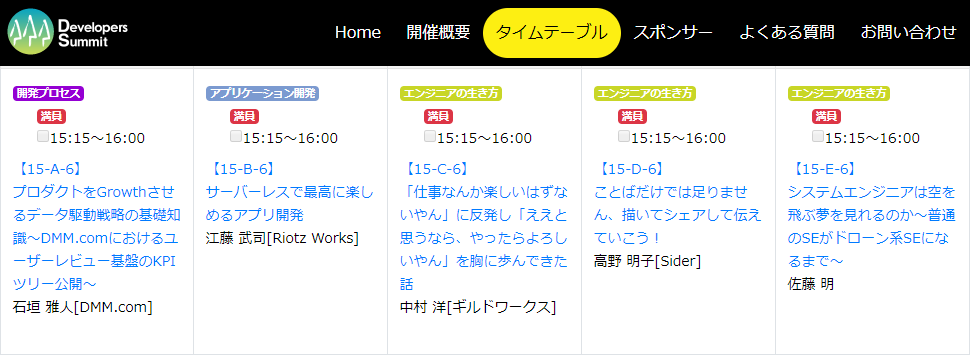 Developers
Summit
Home 開催概要 タイムテーブル スポンサー よくある質問 お問い合わせ
開発プロセス
満員
15:15～16:00
【15-A-6】
プロダクトをGrowthさせ
るデータ駆動戦略の基礎知
識～DMM.comにおけるユ
ーザーレビュー基盤のKPI
ツリー公開～
石垣 雅人[DMM.com]
アプリケーション開発
満員
15:15～16:00
【15-B-6】
サーバーレスで最高に楽し
めるアプリ開発
江藤 武司[Riotz Works]
エンジニアの生き方
満員
15:15～16:00
【15-C-6】
「仕事なんか楽しいはずな
いやん」に反発し「ええと
思うなら、やったらよろし
いやん」を胸に歩んできた
話
中村 洋[ギルドワークス]
エンジニアの生き方
満員
15:15～16:00
【15-D-6】
ことばだけでは足りませ
ん、描いてシェアして伝え
ていこう！
高野 明子[Sider]
エンジニアの生き方
満員
15:15～16:00
【15-E-6】
システムエンジニアは空を
飛ぶ夢を見れるのか～普通
のSEがドローン系SEにな
るまで～
佐藤 明